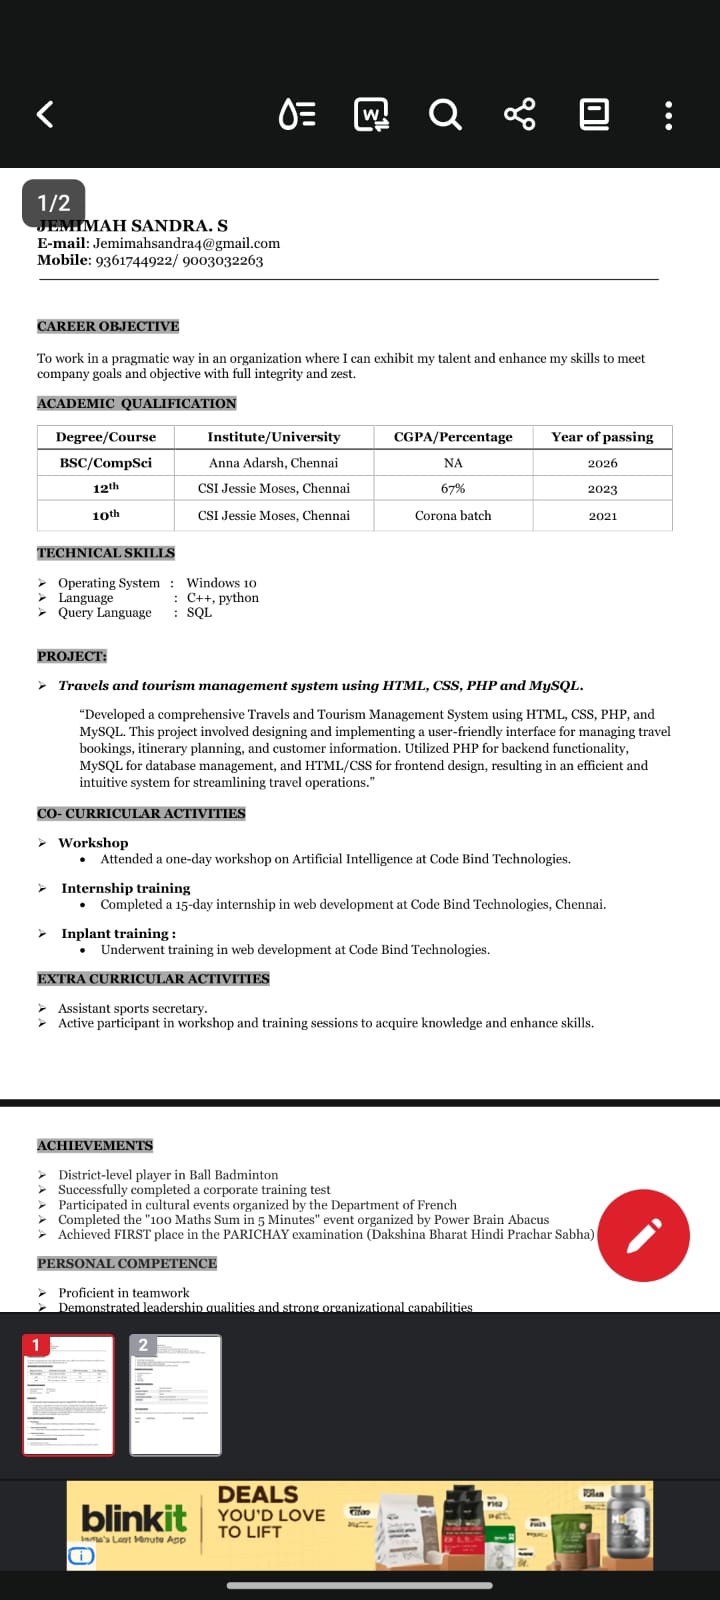 1/2
JEMIMAH SANDRA. S
E-mail: Jemimahsandra4@gmail.com
Mobile: 9361744922/ 9003032263
CAREER OBJECTIVE
To work in a pragmatic way in an organization where I can exhibit my talent and enhance my skills to meet
company goals and objective with full integrity and zest.
ACADEMIC QUALIFICATION
Degree/Course Institute/University CGPA/Percentage Year of passing
BSC/CompSci Anna Adarsh, Chennai NA 2026
12th CSI Jessie Moses, Chennai 67% 2023
10th CSI Jessie Moses, Chennai Corona batch 2021
TECHNICAL SKILLS
➢ Operating System : Windows 10
➢ Language : C++, python
➢ Query Language : SQL
PROJECT:
➢ Travels and tourism management system using HTML, CSS, PHP and MySQL.
“Developed a comprehensive Travels and Tourism Management System using HTML, CSS, PHP, and
MySQL. This project involved designing and implementing a user-friendly interface for managing travel
bookings, itinerary planning, and customer information. Utilized PHP for backend functionality,
MySQL for database management, and HTML/CSS for frontend design, resulting in an efficient and
intuitive system for streamlining travel operations.”
CO- CURRICULAR ACTIVITIES
➢ Workshop
• Attended a one-day workshop on Artificial Intelligence at Code Bind Technologies.
➢ Internship training
• Completed a 15-day internship in web development at Code Bind Technologies, Chennai.
➢ Inplant training :
• Underwent training in web development at Code Bind Technologies.
EXTRA CURRICULAR ACTIVITIES
➢ Assistant sports secretary.
➢ Active participant in workshop and training sessions to acquire knowledge and enhance skills.
ACHIEVEMENTS
➢ District-level player in Ball Badminton
➢ Successfully completed a corporate training test
➢ Participated in cultural events organized by the Department of French
➢ Completed the "100 Maths Sum in 5 Minutes" event organized by Power Brain Abacus
➢ Achieved FIRST place in the PARICHAY examination (Dakshina Bharat Hindi Prachar Sabha)
PERSONAL COMPETENCE
➢ Proficient in teamwork
➢ Demonstrated leadership qualities and strong organizational capabilities
1
2
blinkit
India's Last Minute App
DEALS
YOU'D LOVE
TO LIFT